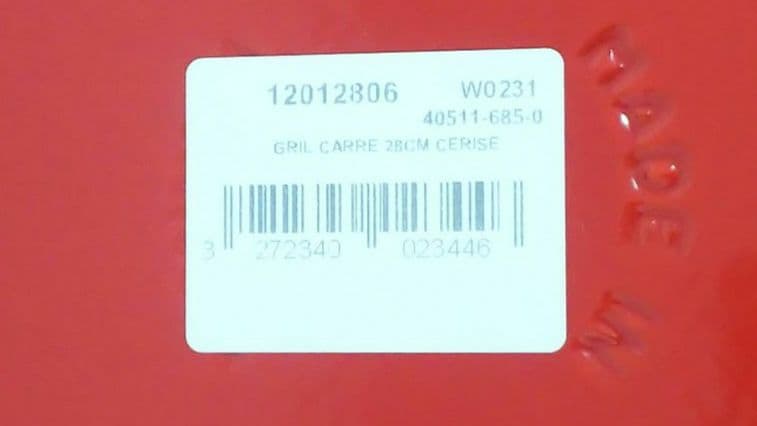 12012806 W0231
40511-685-0
GRIL CARRE 28CM CERISE
3 272340 023446
MADE IN